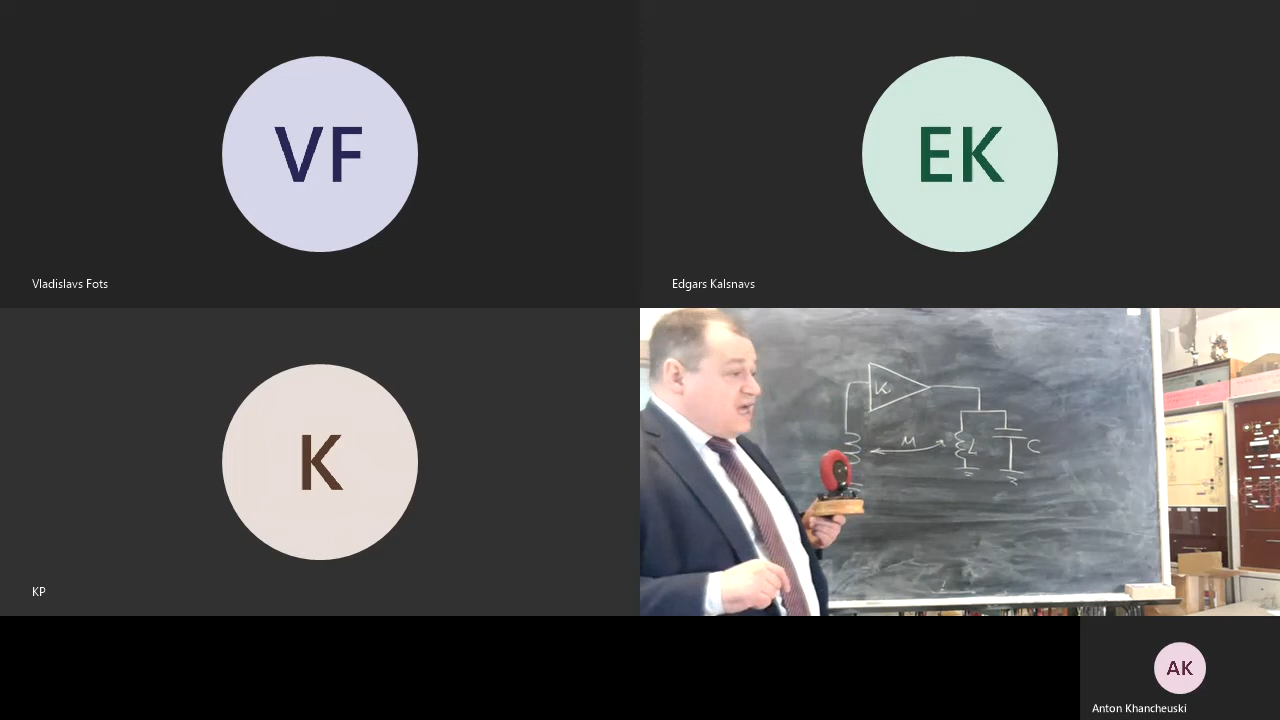 VF
Vladislavs Fots
EK
Edgars Kalsnavs
K
KP
K
M
L
C
AK
Anton Khancheuski